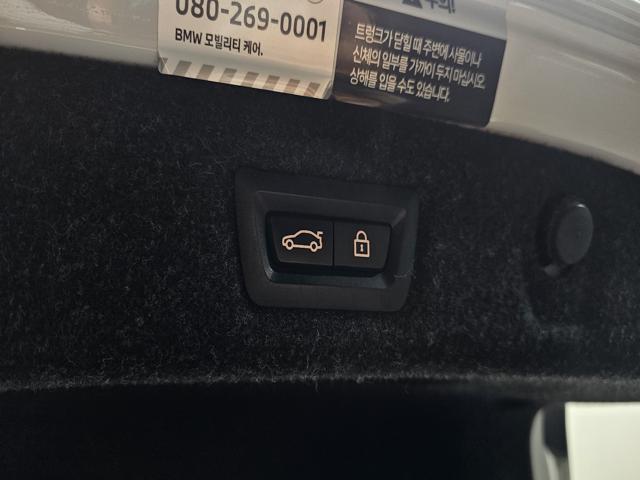 080-269-0001
BMW 모빌리티 케어.
트렁크가 닫힐 때 주변에 사물이나
신체의 일부를 가까이 두지 마십시오.
상해를 입을 수도 있습니다.